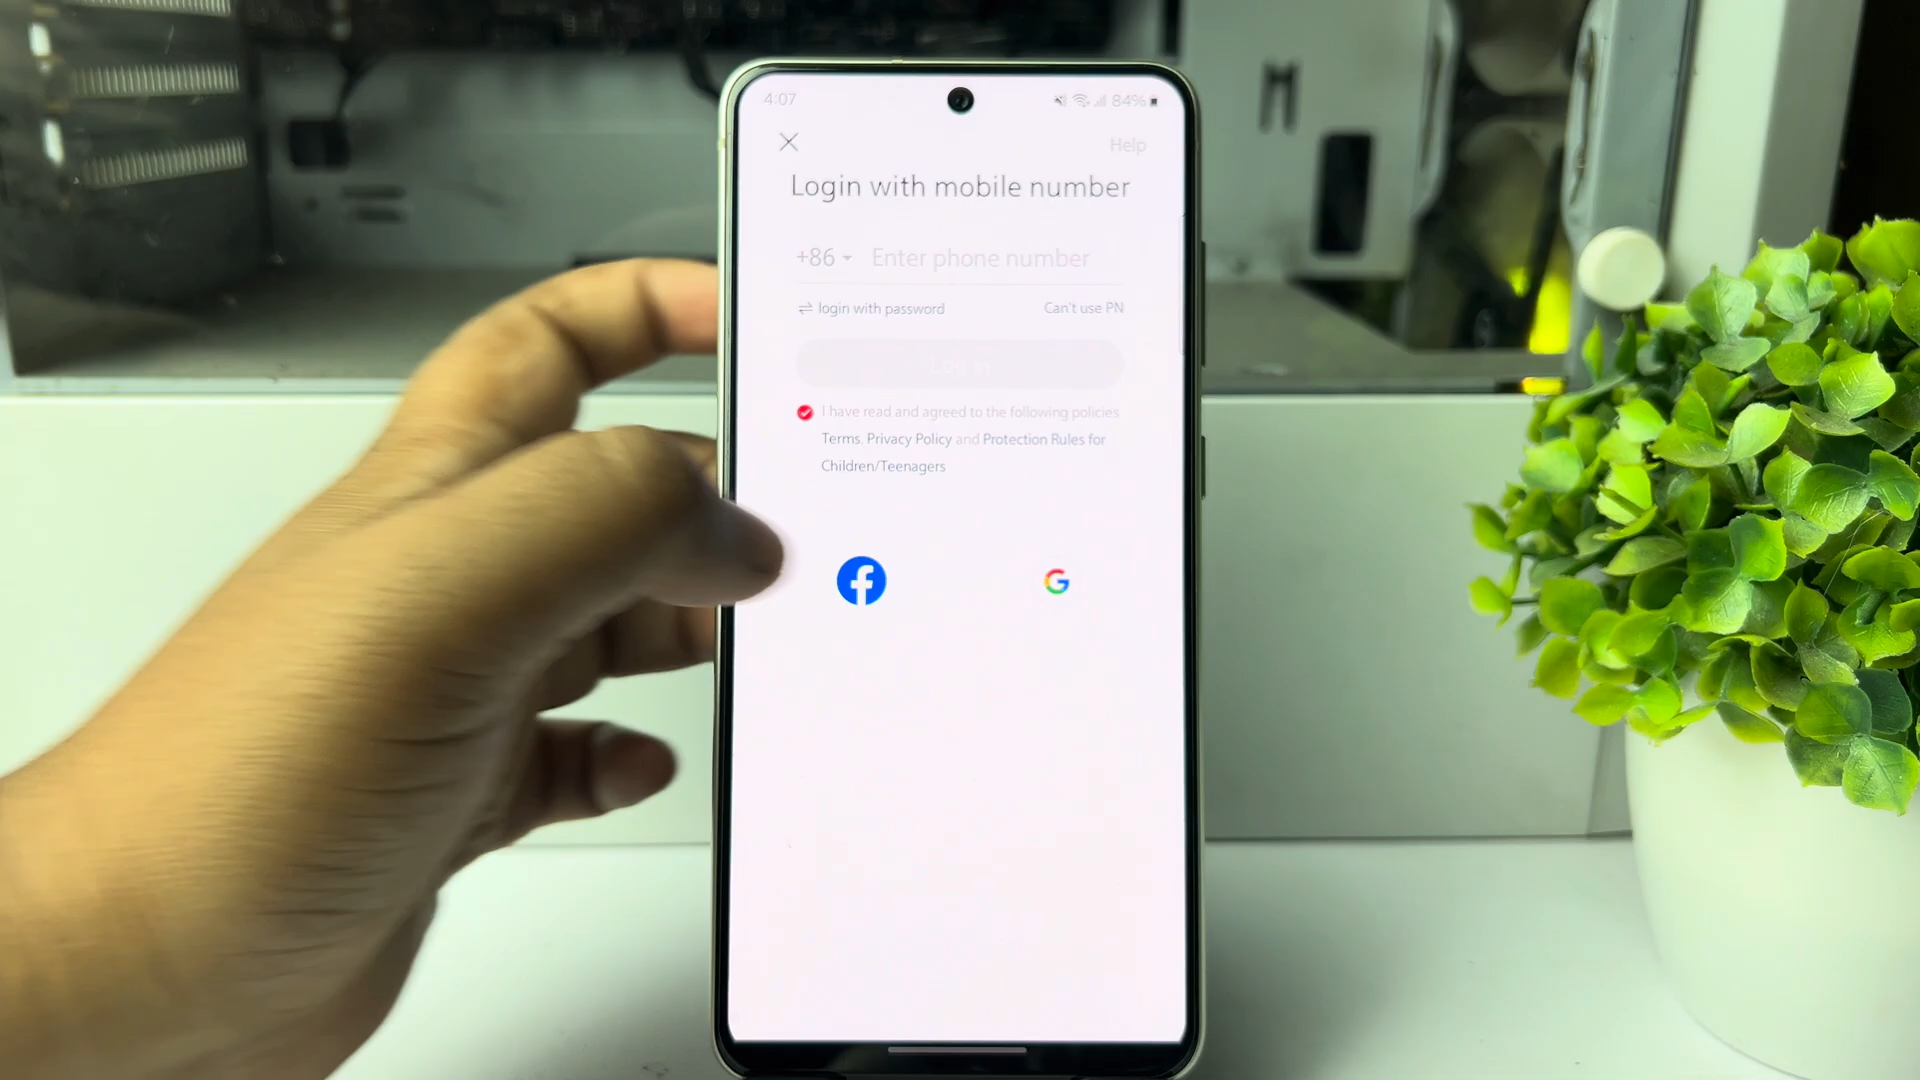 4:07
84%
Help
Login with mobile number
+86 Enter phone number
login with password
Can't use PN
Log in
I have read and agreed to the following policies
Terms, Privacy Policy and Protection Rules for
Children/Teenagers